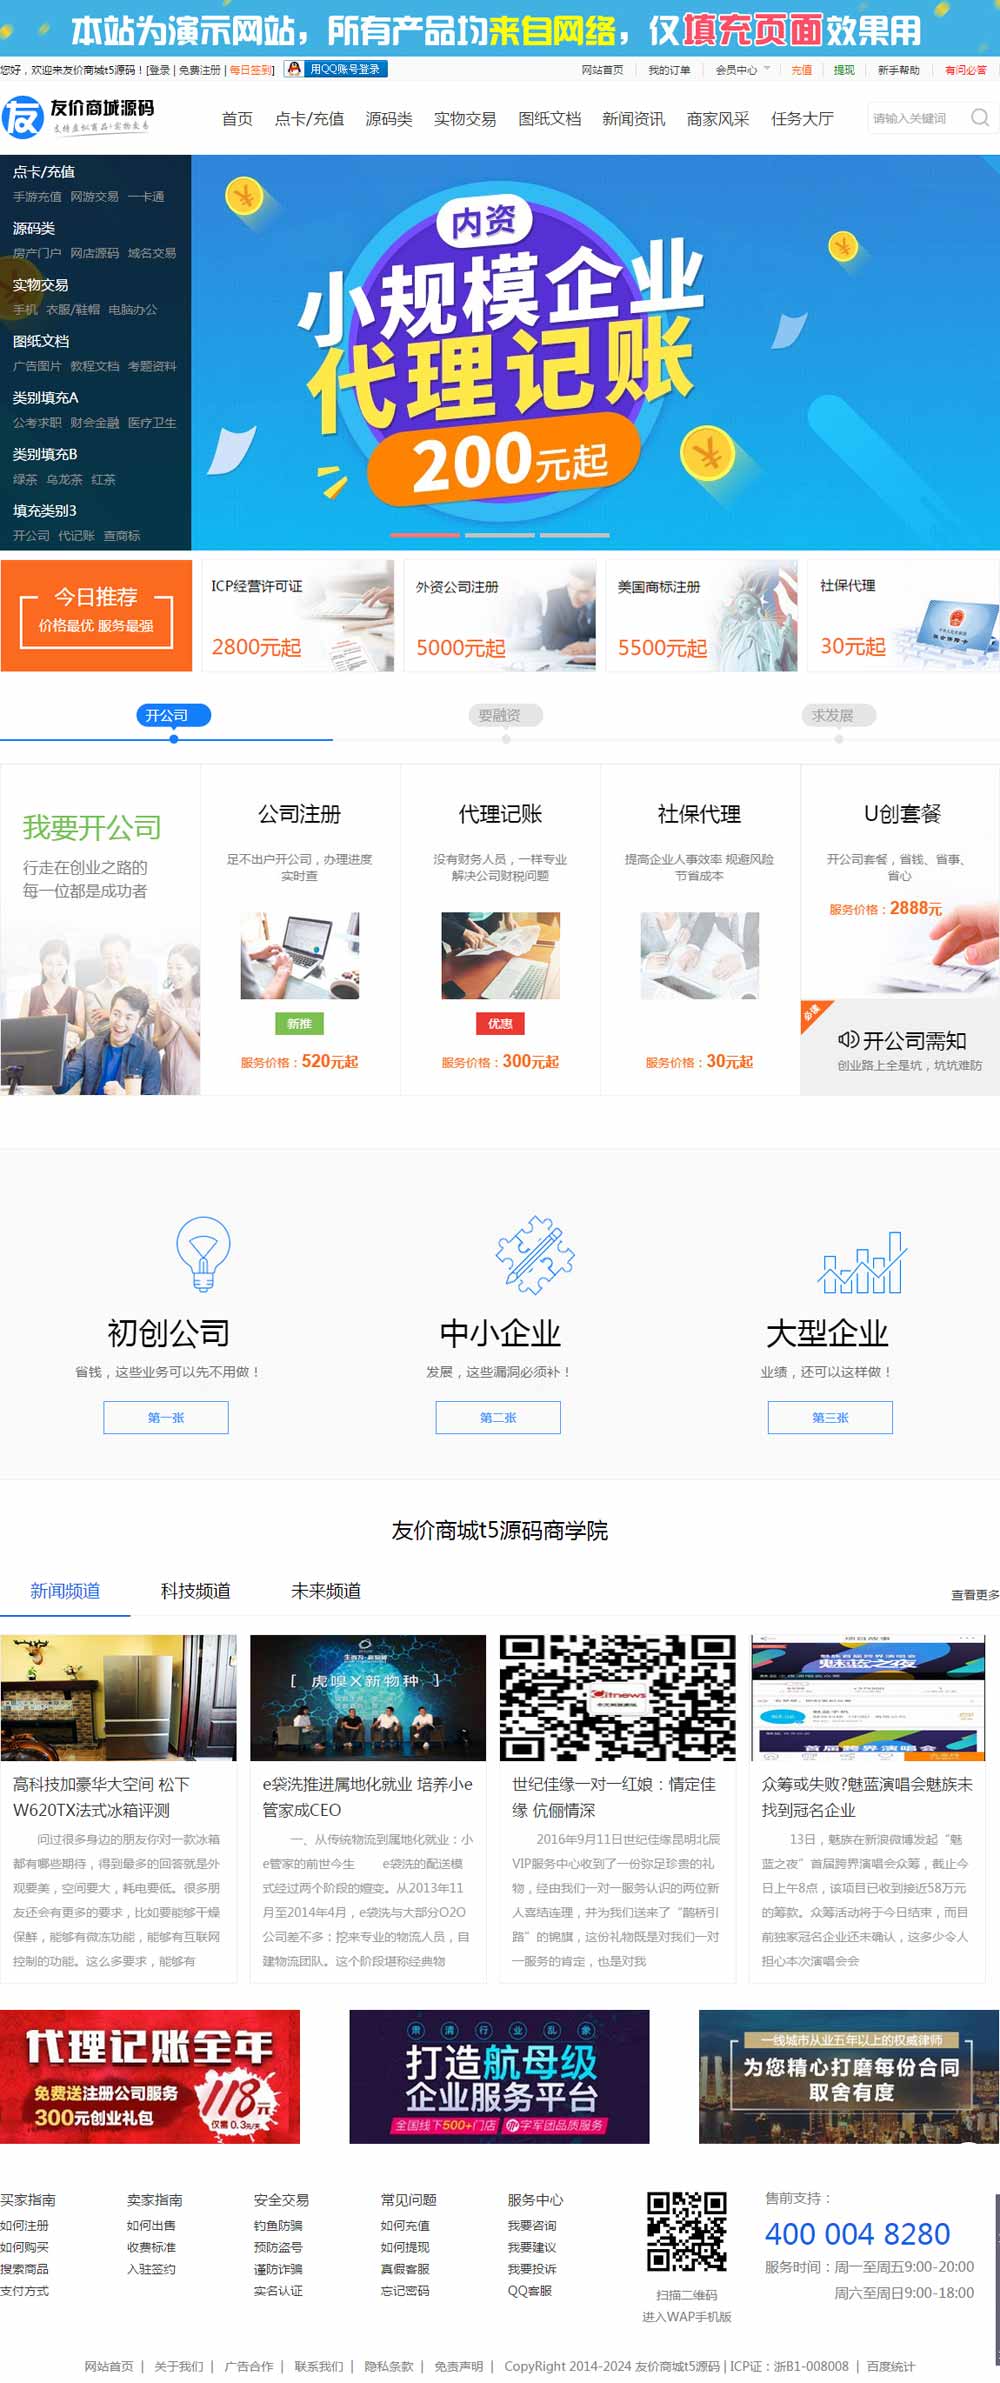 本站为演示网站，所有产品均来自网络，仅填充页面效果用
您好，欢迎来友价商城t5源码！[登录 | 免费注册 | 每日签到] 用QQ账号登录
网站首页 我的订单 会员中心 充值 提现 新手帮助 有问必答
友价商城源码
支持虚拟商品+实物交易
首页 点卡/充值 源码类 实物交易 图纸文档 新闻资讯 商家风采 任务大厅
请输入关键词
点卡/充值
手游充值 网游交易 一卡通
源码类
房产门户 网店源码 域名交易
实物交易
手机 衣服/鞋帽 电脑办公
图纸文档
广告图片 教程文档 考题资料
类别填充A
公考求职 财会金融 医疗卫生
类别填充B
绿茶 乌龙茶 红茶
填充类别3
开公司 代记账 查商标
内资
小规模企业
代理记账
200元起
今日推荐
价格最优 服务最强
ICP经营许可证
2800元起
外资公司注册
5000元起
美国商标注册
5500元起
社保代理
30元起
开公司
要融资
求发展
我要开公司
行走在创业之路的
每一位都是成功者
公司注册
足不出户开公司，办理进度
实时查
新推
服务价格：520元起
代理记账
没有财务人员，一样专业
解决公司财税问题
优惠
服务价格：300元起
社保代理
提高企业人事效率 规避风险
节省成本
服务价格：30元起
U创套餐
开公司套餐，省钱、省事、
省心
服务价格：2888元
必读
开公司需知
创业路上全是坑，坑坑难防
初创公司
省钱，这些业务可以先不用做！
第一张
中小企业
发展，这些漏洞必须补！
第二张
大型企业
业绩，还可以这样做！
第三张
友价商城t5源码商学院
新闻频道 科技频道 未来频道
查看更多
[ 虎嗅X新物种 ]
高科技加豪华大空间 松下
W620TX法式冰箱评测
问过很多身边的朋友你对一款冰箱
都有哪些期待，得到最多的回答就是外
观要美，空间要大，耗电要低。很多朋
友还会有更多的要求，比如要能够干燥
保鲜，能够有微冻功能，能够有互联网
控制的功能。这么多要求，能够有
e袋洗推进属地化就业 培养小e
管家成CEO
一、从传统物流到属地化就业：小
e管家的前世今生 e袋洗的配送模
式经过两个阶段的嬗变。从2013年11
月至2014年4月，e袋洗与大部分O2O
公司差不多：挖来专业的物流人员，自
建物流团队。这个阶段堪称经典物
世纪佳缘一对一红娘：情定佳
缘 伉俪情深
2016年9月11日世纪佳缘昆明北辰
VIP服务中心收到了一份弥足珍贵的礼
物，经由我们一对一服务认识的两位新
人喜结连理，并为我们送来了“鹊桥引
路”的锦旗，这份礼物既是对我们一对
一服务的肯定，也是对我
首届跨界演唱会
众筹或失败?魅蓝演唱会魅族未
找到冠名企业
13日，魅族在新浪微博发起“魅
蓝之夜”首届跨界演唱会众筹，截止今
日上午8点，该项目已收到接近58万元
的筹款。众筹活动将于今日结束，而目
前独家冠名企业还未确认，这多少令人
担心本次演唱会会
代理记账全年
免费送注册公司服务
300元创业礼包
118元
仅需0.3元/天
肃清行业乱象
打造航母级
企业服务平台
全国线下500+门店
字军团品质服务
一线城市从业五年以上的权威律师
为您精心打磨每份合同
取舍有度
买家指南
如何注册
如何购买
搜索商品
支付方式
卖家指南
如何出售
收费标准
入驻签约
安全交易
钓鱼防骗
预防盗号
谨防诈骗
实名认证
常见问题
如何充值
如何提现
真假客服
忘记密码
服务中心
我要咨询
我要建议
我要投诉
QQ客服
扫描二维码
进入WAP手机版
售前支持：
400 004 8280
服务时间：周一至周五9:00-20:00
周六至周日9:00-18:00
网站首页 | 关于我们 | 广告合作 | 联系我们 | 隐私条款 | 免责声明 | CopyRight 2014-2024 友价商城t5源码 | ICP证：浙B1-008008 | 百度统计